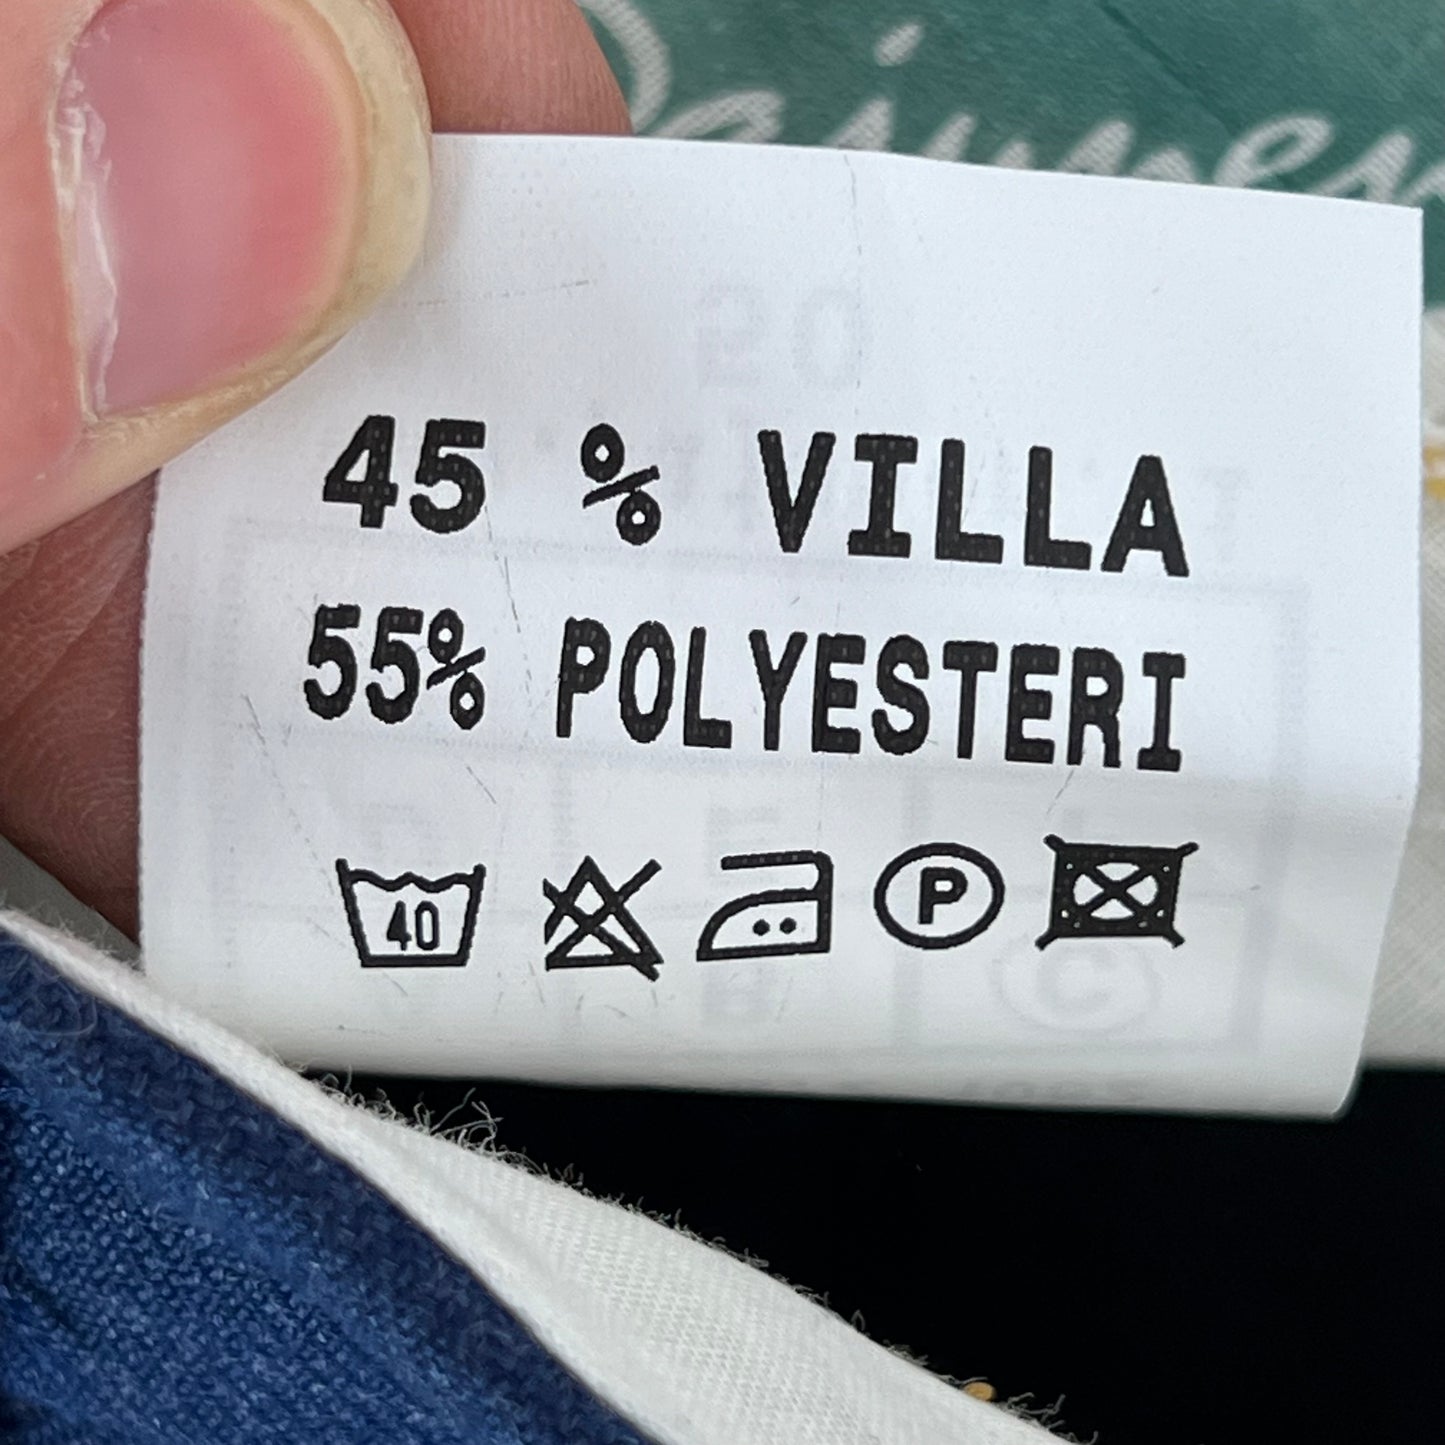 45 % VILLA
55% POLYESTERI
40 P